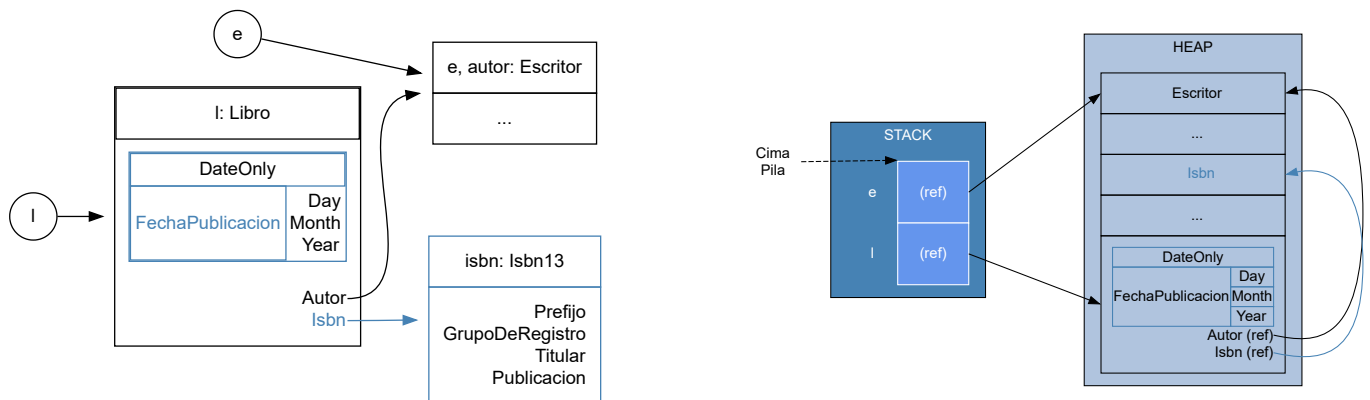 e
e, autor: Escritor
...
l: Libro
DateOnly
FechaPublicacion
Day
Month
Year
l
Autor
Isbn
isbn: Isbn13
Prefijo
GrupoDeRegistro
Titular
Publicacion
STACK
Cima
Pila
e
(ref)
l
(ref)
HEAP
Escritor
...
Isbn
...
DateOnly
FechaPublicacion
Day
Month
Year
Autor (ref)
Isbn (ref)